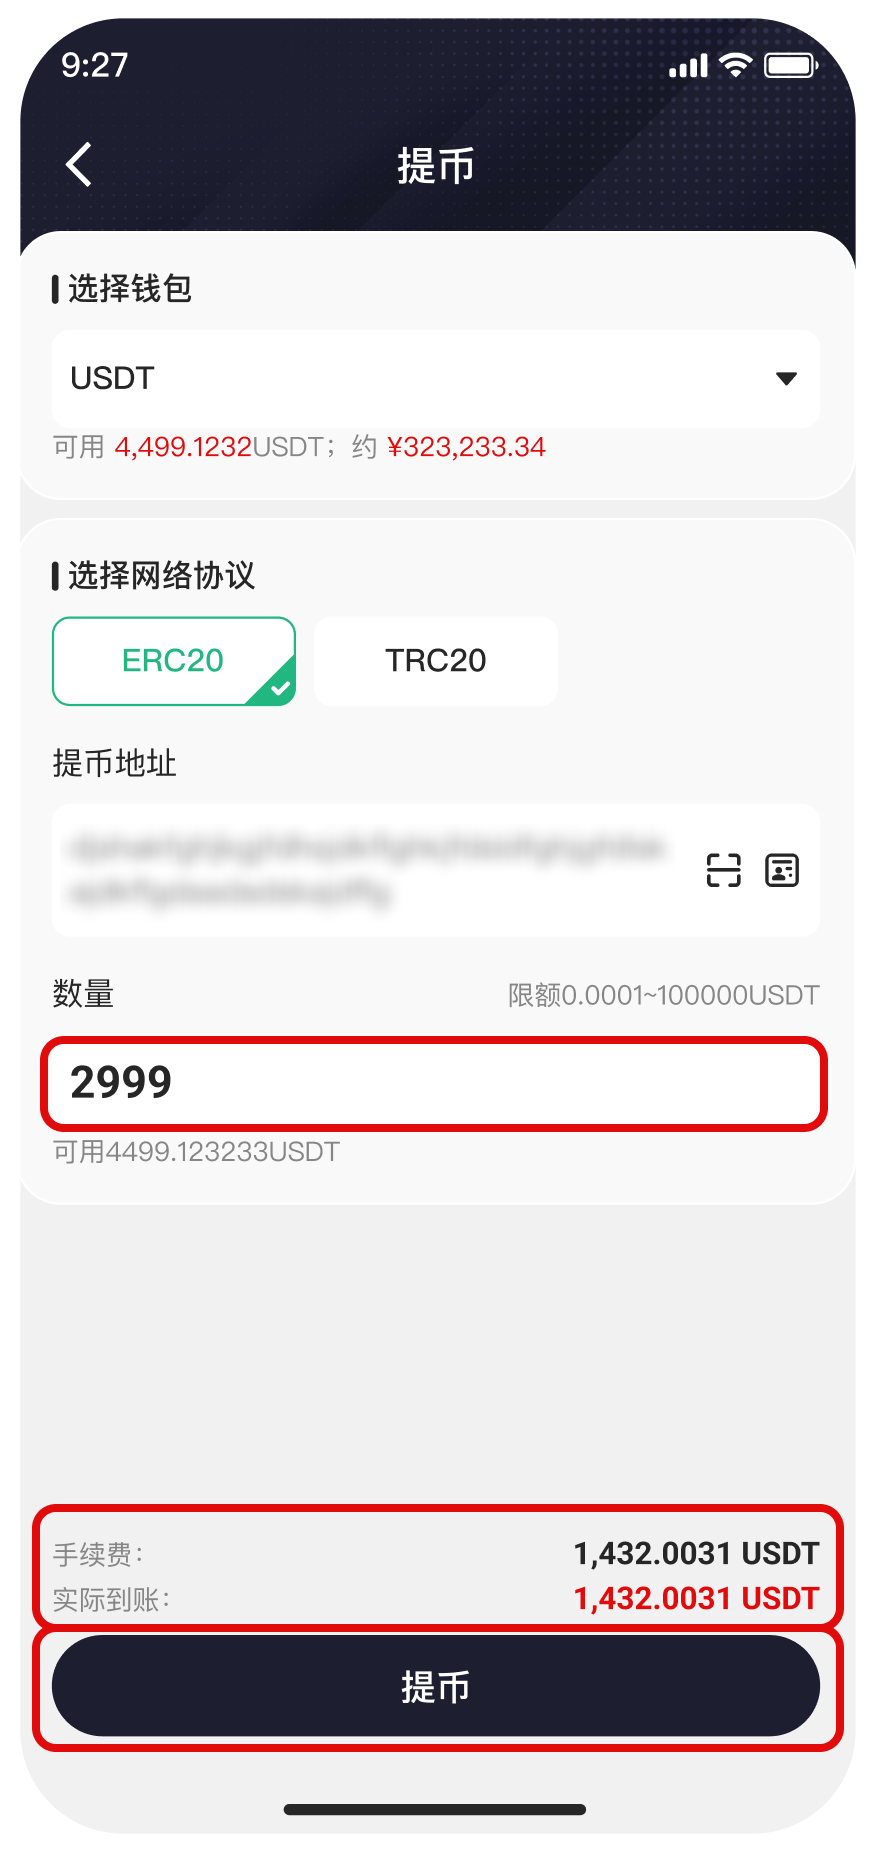 9:27
提币
选择钱包
USDT
可用 4,499.1232USDT；约 ¥323,233.34
选择网络协议
ERC20
TRC20
提币地址
数量
限额0.0001~100000USDT
2999
可用4499.123233USDT
手续费：
1,432.0031 USDT
实际到账：
1,432.0031 USDT
提币